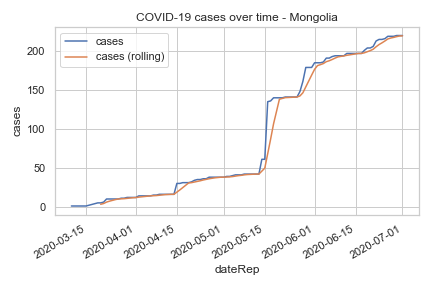 COVID-19 cases over time - Mongolia
cases
cases (rolling)
cases
200
150
100
50
0
2020-03-15
2020-04-01
2020-04-15
2020-05-01
2020-05-15
2020-06-01
2020-06-15
2020-07-01
dateRep